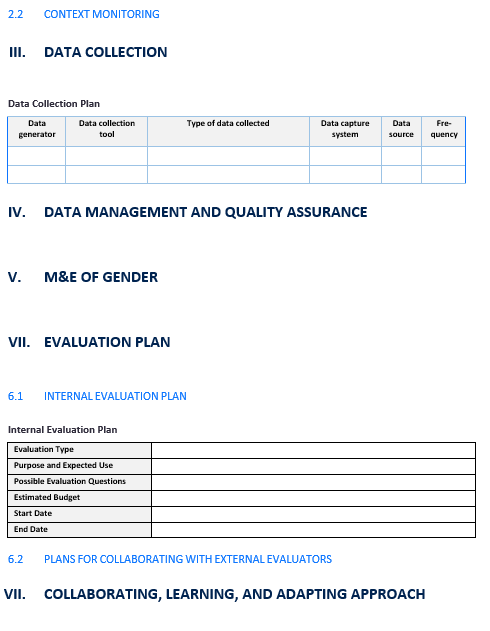 2.2 CONTEXT MONITORING
III. DATA COLLECTION
Data Collection Plan
Data generator Data collection tool Type of data collected Data capture system Data source Fre-quency
IV. DATA MANAGEMENT AND QUALITY ASSURANCE
V. M&E OF GENDER
VII. EVALUATION PLAN
6.1 INTERNAL EVALUATION PLAN
Internal Evaluation Plan
Evaluation Type
Purpose and Expected Use
Possible Evaluation Questions
Estimated Budget
Start Date
End Date
6.2 PLANS FOR COLLABORATING WITH EXTERNAL EVALUATORS
VII. COLLABORATING, LEARNING, AND ADAPTING APPROACH